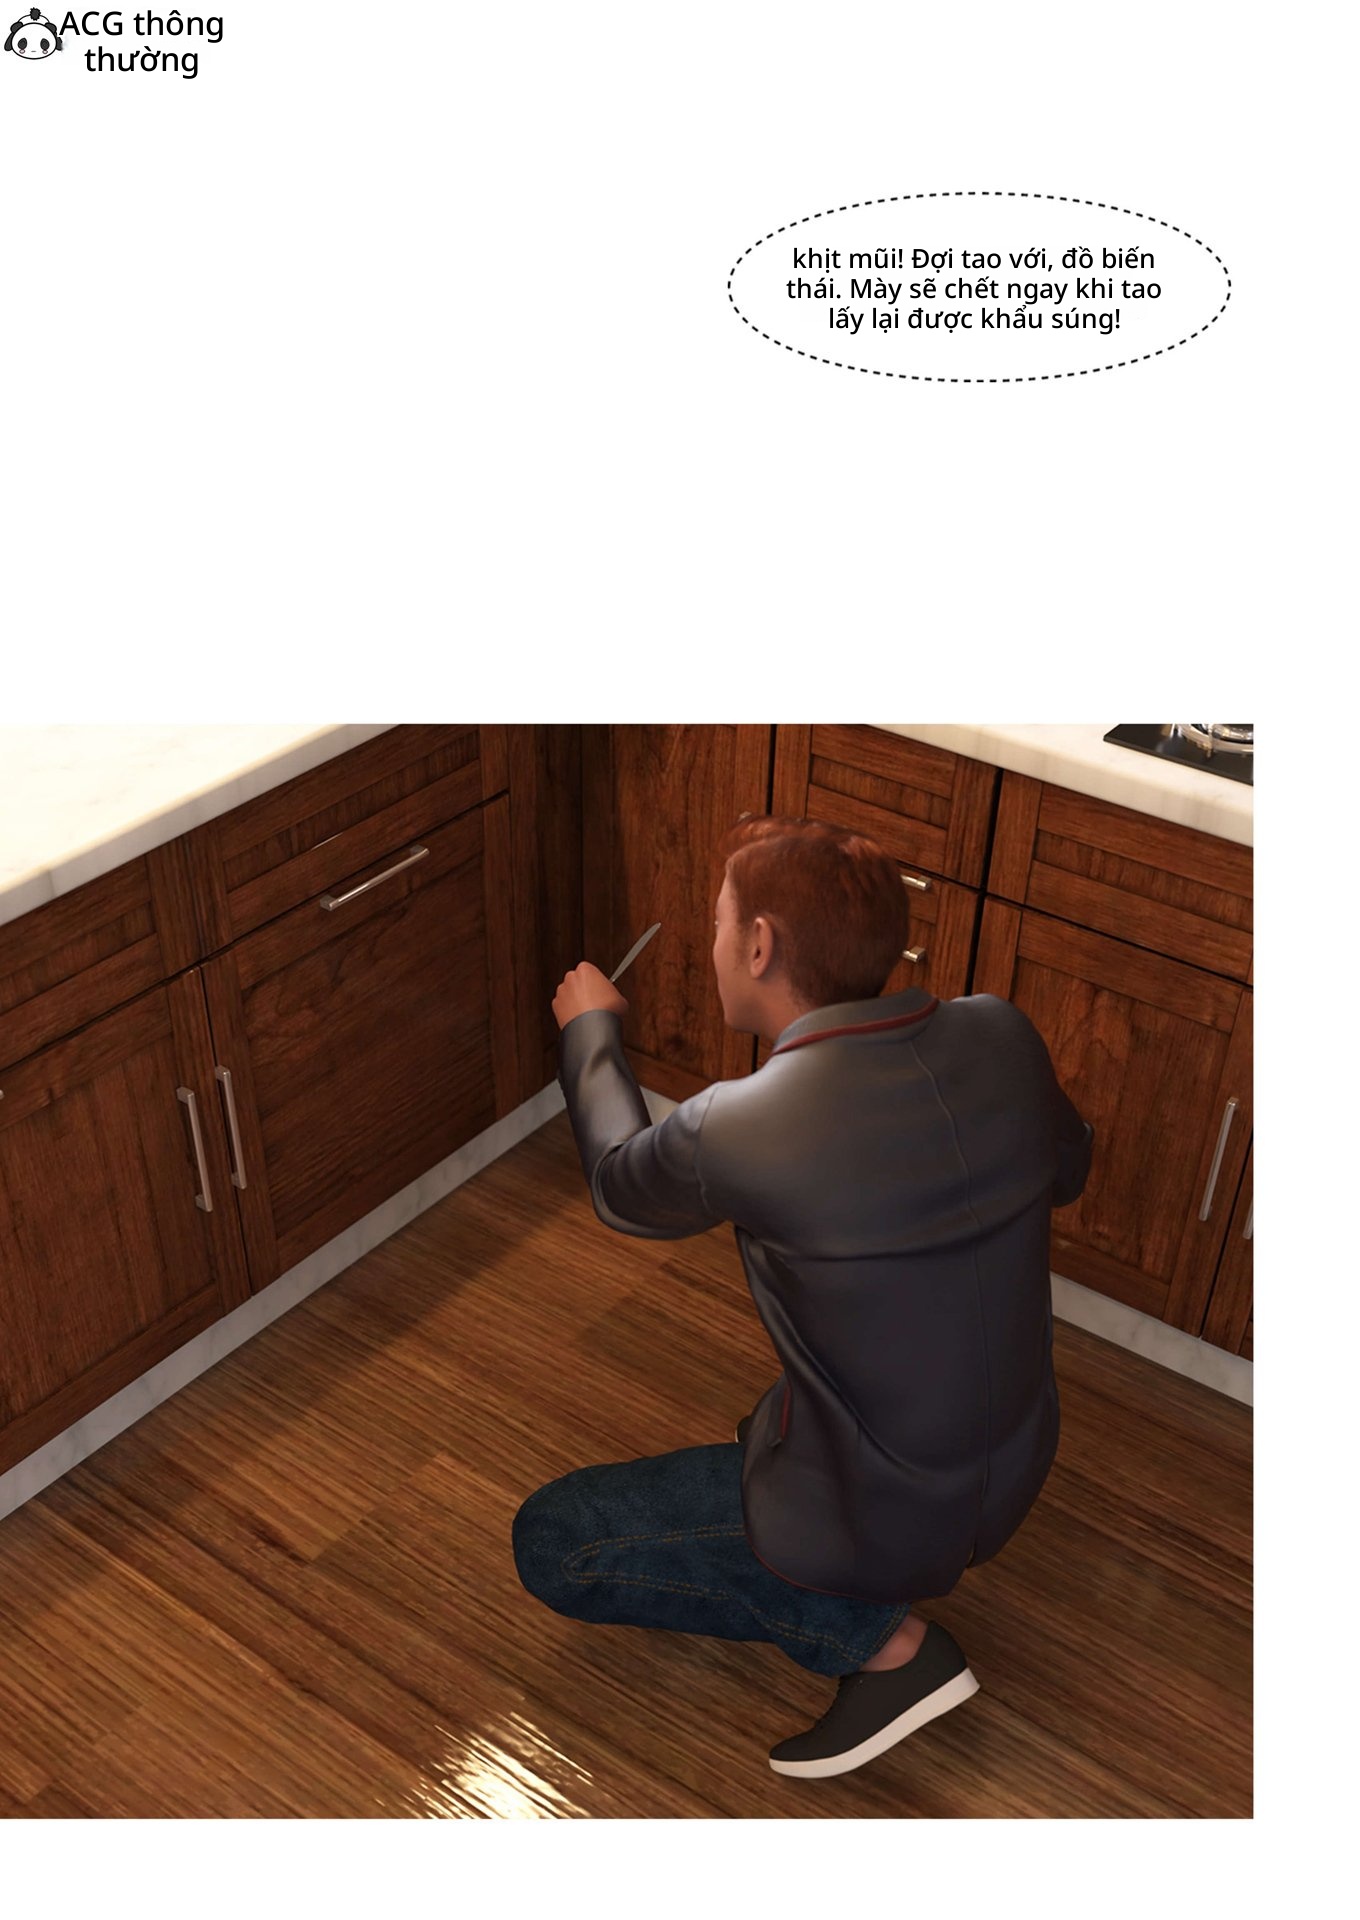 ACG thông
thường
khịt mũi! Đợi tao với, đồ biến
thái. Mày sẽ chết ngay khi tao
lấy lại được khẩu súng!